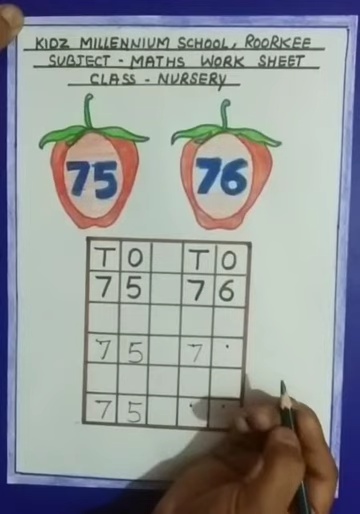 KIDZ MILLENNIUM SCHOOL, ROORKEE
SUBJECT - MATHS WORK SHEET
CLASS - NURSERY
75 76
T O T O
7 5 7 6
7 5 7
7 5